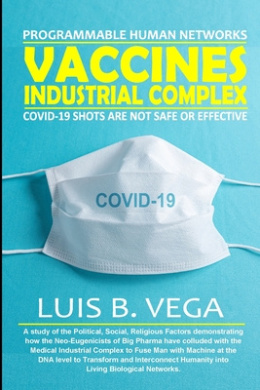 PROGRAMMABLE HUMAN NETWORKS
VACCINES
INDUSTRIAL COMPLEX
COVID-19 SHOTS ARE NOT SAFE OR EFFECTIVE
COVID-19
LUIS B. VEGA
A study of the Political, Social, Religious Factors demonstrating
how the Neo-Eugenicists of Big Pharma have colluded with the
Medical Industrial Complex to Fuse Man with Machine at the
DNA level to Transform and Interconnect Humanity into
Living Biological Networks.